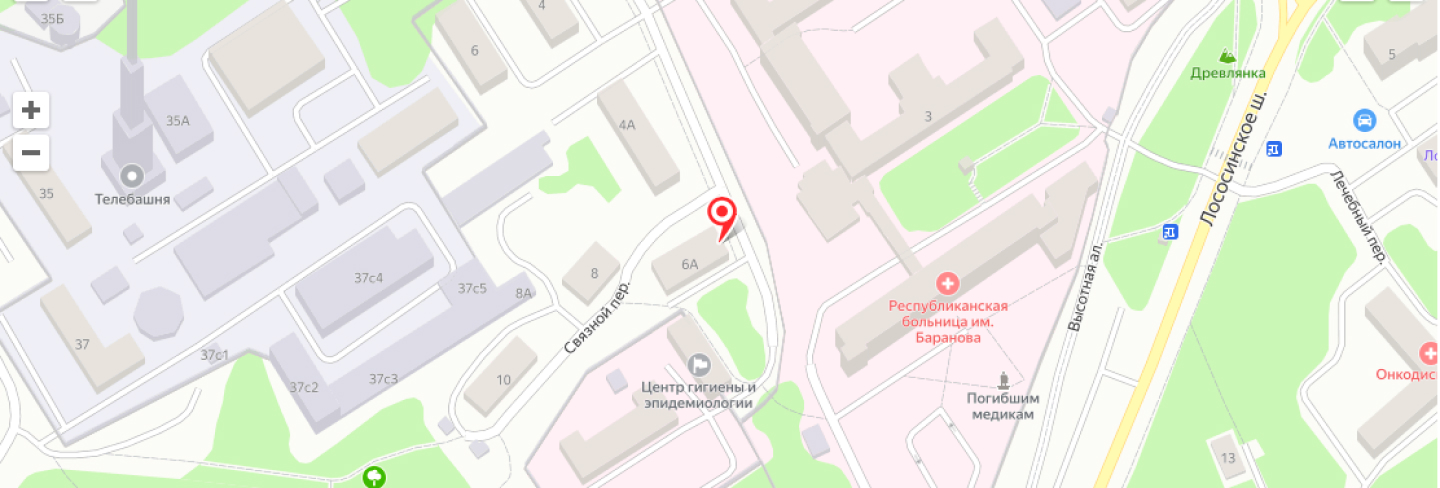 35Б
4
6
5
Древлянка
35А
4А
3
Автосалон
Лососинское ш.
35
Телебашня
Лечебный пер.
6А
8
37с4
37с5
8А
Республиканская
больница им.
Баранова
Высотная ал.
Связной пер.
37
37с1
10
37с3
37с2
Центр гигиены и
эпидемиологии
Погибшим
медикам
Онкодис
13